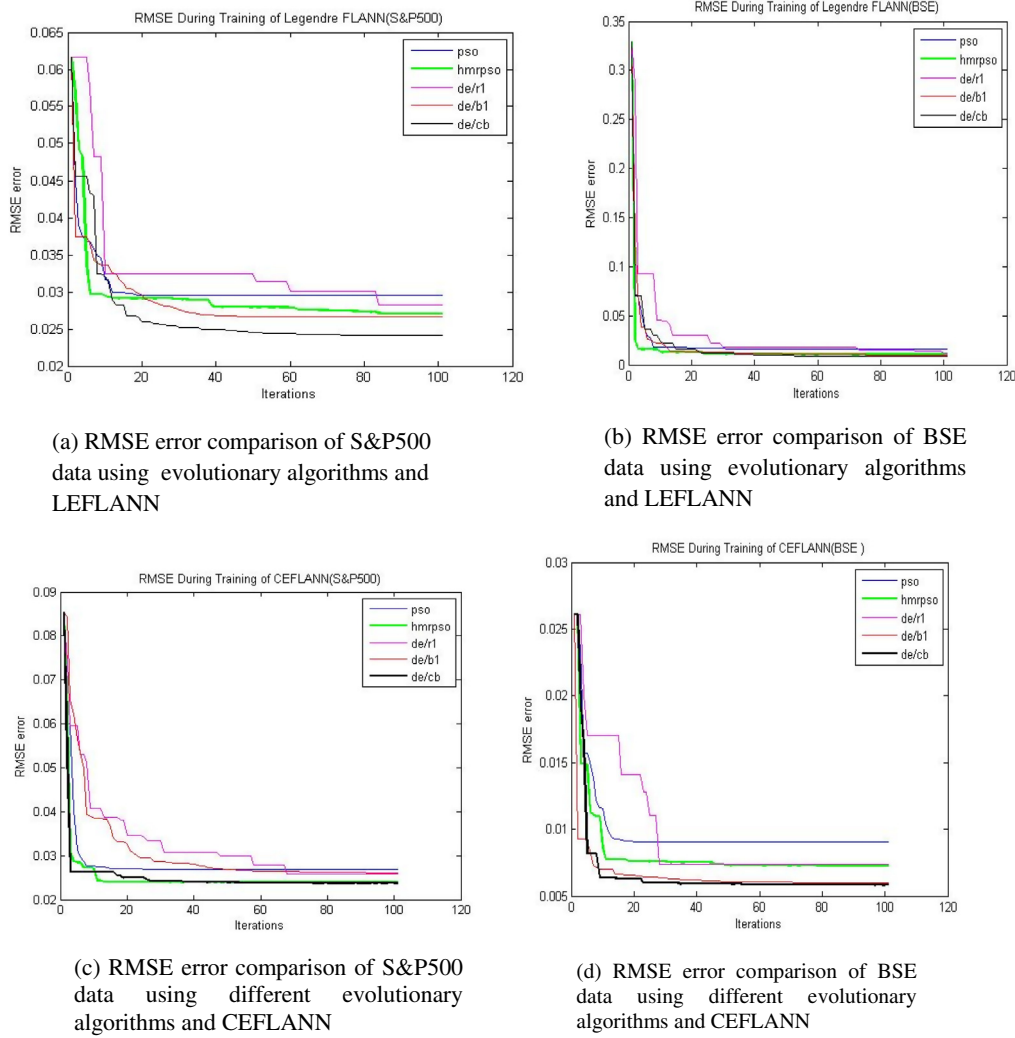 RMSE During Training of Legendre FLANN(S&P500)
0.065
0.06
0.055
0.05
0.045
0.04
0.035
0.03
0.025
0.02
RMSE error
pso
hmrpso
de/r1
de/b1
de/cb
0 20 40 60 80 100 120
Iterations
(a) RMSE error comparison of S&P500
data using evolutionary algorithms and
LEFLANN
RMSE During Training of Legendre FLANN(BSE)
0.35
0.3
0.25
0.2
0.15
0.1
0.05
0
RMSE error
pso
hmrpso
de/r1
de/b1
de/cb
0 20 40 60 80 100 120
Iterations
(b) RMSE error comparison of BSE
data using evolutionary algorithms
and LEFLANN
RMSE During Training of CEFLANN(S&P500)
0.09
0.08
0.07
0.06
0.05
0.04
0.03
0.02
RMSE error
pso
hmrpso
de/r1
de/b1
de/cb
0 20 40 60 80 100 120
Iterations
(c) RMSE error comparison of S&P500
data using different evolutionary
algorithms and CEFLANN
RMSE During Training of CEFLANN(BSE )
0.03
0.025
0.02
0.015
0.01
0.005
RMSE error
pso
hmrpso
de/r1
de/b1
de/cb
0 20 40 60 80 100 120
Iterations
(d) RMSE error comparison of BSE
data using different evolutionary
algorithms and CEFLANN